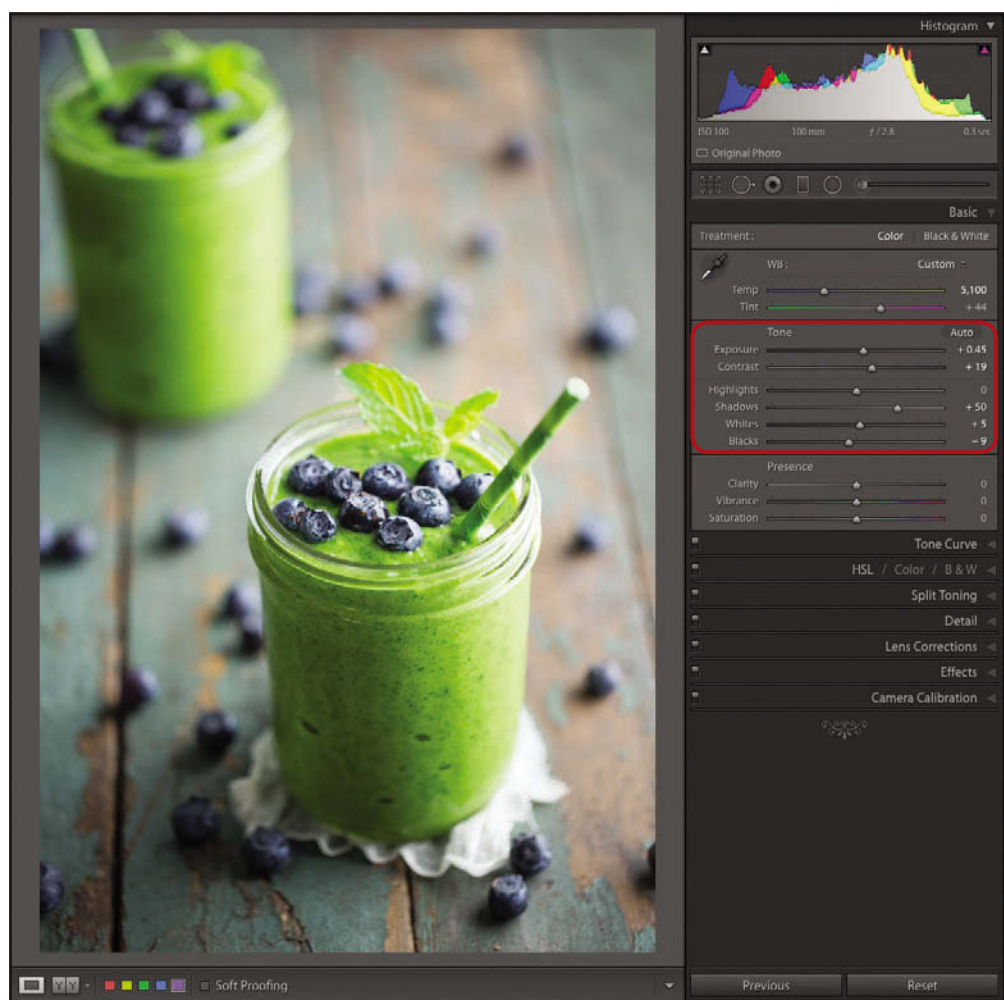 Histogram
ISO 100 100 mm ƒ / 2.8 0.3 sec
Original Photo
Basic
Treatment : Color Black & White
WB : Custom
Temp 5,100
Tint + 44
Tone Auto
Exposure + 0.45
Contrast + 19
Highlights 0
Shadows + 50
Whites + 5
Blacks − 9
Presence
Clarity 0
Vibrance 0
Saturation 0
Tone Curve
HSL / Color / B & W
Split Toning
Detail
Lens Corrections
Effects
Camera Calibration
Y Y Soft Proofing
Previous Reset